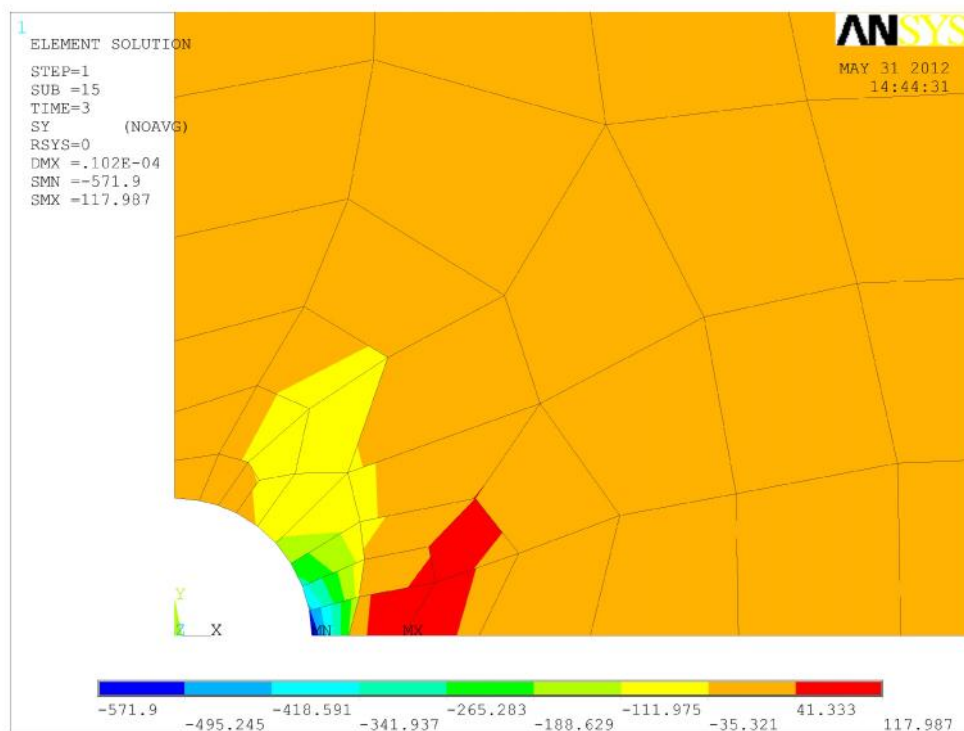 1
ELEMENT SOLUTION
STEP=1
SUB =15
TIME=3
SY (NOAVG)
RSYS=0
DMX =.102E-04
SMN =-571.9
SMX =117.987
ANSYS
MAY 31 2012
14:44:31
Y
Z X
MN MX
-571.9 -418.591 -265.283 -111.975 41.333
-495.245 -341.937 -188.629 -35.321 117.987